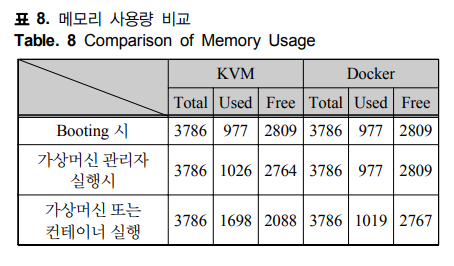 표 8. 메모리 사용량 비교
Table. 8 Comparison of Memory Usage
KVM Docker
Total Used Free Total Used Free
Booting 시 3786 977 2809 3786 977 2809
가상머신 관리자
실행시 3786 1026 2764 3786 977 2809
가상머신 또는
컨테이너 실행 3786 1698 2088 3786 1019 2767